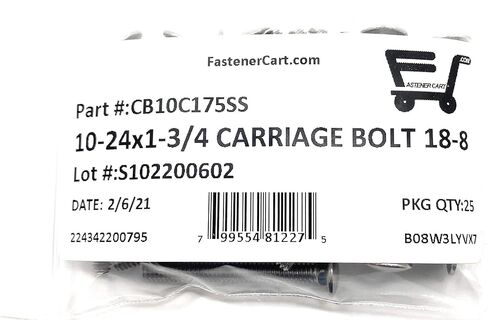 FastenerCart.com
FASTENER CART
.COM
Part #:CB10C175SS
10-24x1-3/4 CARRIAGE BOLT 18-8
Lot #:S102200602
DATE: 2/6/21
PKG QTY:25
224342200795
7 99554 81227 5
B08W3LYVX7